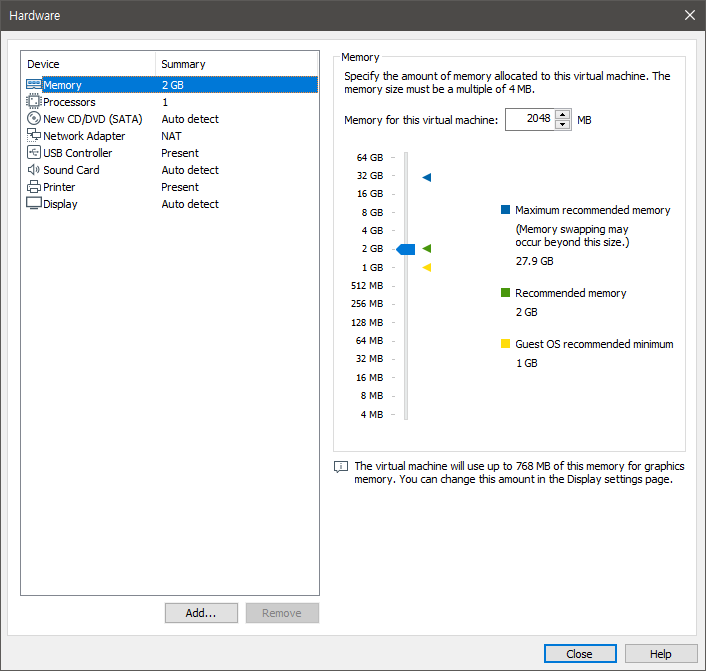 Hardware
Device Summary
Memory 2 GB
Processors 1
New CD/DVD (SATA) Auto detect
Network Adapter NAT
USB Controller Present
Sound Card Auto detect
Printer Present
Display Auto detect
Add...
Remove
Memory
Specify the amount of memory allocated to this virtual machine. The
memory size must be a multiple of 4 MB.
Memory for this virtual machine: 2048 MB
64 GB
32 GB
16 GB
8 GB
4 GB
2 GB
1 GB
512 MB
256 MB
128 MB
64 MB
32 MB
16 MB
8 MB
4 MB
Maximum recommended memory
(Memory swapping may
occur beyond this size.)
27.9 GB
Recommended memory
2 GB
Guest OS recommended minimum
1 GB
The virtual machine will use up to 768 MB of this memory for graphics
memory. You can change this amount in the Display settings page.
Close
Help